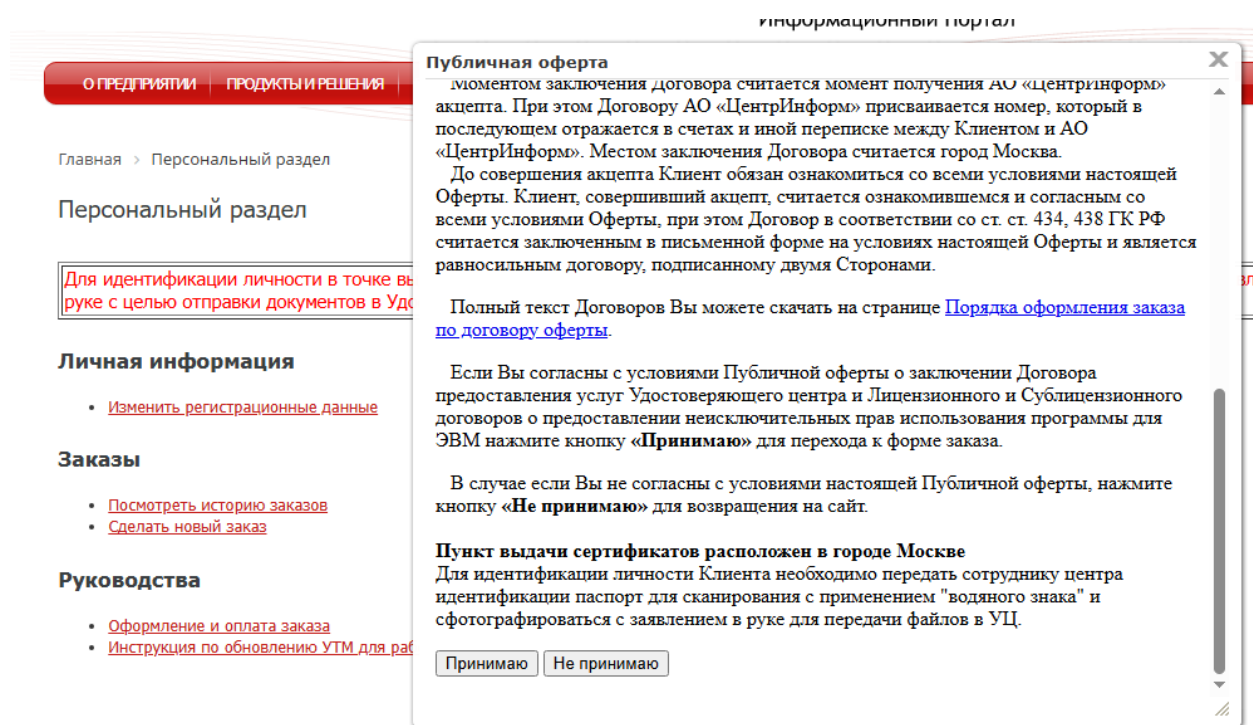 Информационный портал
О ПРЕДПРИЯТИИ
ПРОДУКТЫ И РЕШЕНИЯ
Главная > Персональный раздел
Персональный раздел
Для идентификации личности в точке
руке с целью отправки документов в
Личная информация
• Изменить регистрационные данные
Заказы
• Посмотреть историю заказов
• Сделать новый заказ
Руководства
• Оформление и оплата заказа
• Инструкция по обновлению УТМ для
Публичная оферта
Моментом заключения Договора считается момент получения АО «ЦентрИнформ»
акцепта. При этом Договору АО «ЦентрИнформ» присваивается номер, который в
последующем отражается в счетах и иной переписке между Клиентом и АО
«ЦентрИнформ». Местом заключения Договора считается город Москва.
До совершения акцепта Клиент обязан ознакомиться со всеми условиями настоящей
Оферты. Клиент, совершивший акцепт, считается ознакомившемся и согласным со
всеми условиями Оферты, при этом Договор в соответствии со ст. ст. 434, 438 ГК РФ
считается заключенным в письменной форме на условиях настоящей Оферты и является
равносильным договору, подписанному двумя Сторонами.
Полный текст Договоров Вы можете скачать на странице Порядка оформления заказа
по договору оферты.
Если Вы согласны с условиями Публичной оферты о заключении Договора
предоставления услуг Удостоверяющего центра и Лицензионного и Сублицензионного
договоров о предоставлении неисключительных прав использования программы для
ЭВМ нажмите кнопку «Принимаю» для перехода к форме заказа.
В случае если Вы не согласны с условиями настоящей Публичной оферты, нажмите
кнопку «Не принимаю» для возвращения на сайт.
Пункт выдачи сертификатов расположен в городе Москве
Для идентификации личности Клиента необходимо передать сотруднику центра
идентификации паспорт для сканирования с применением "водяного знака" и
сфотографироваться с заявлением в руке для передачи файлов в УЦ.
Принимаю
Не принимаю